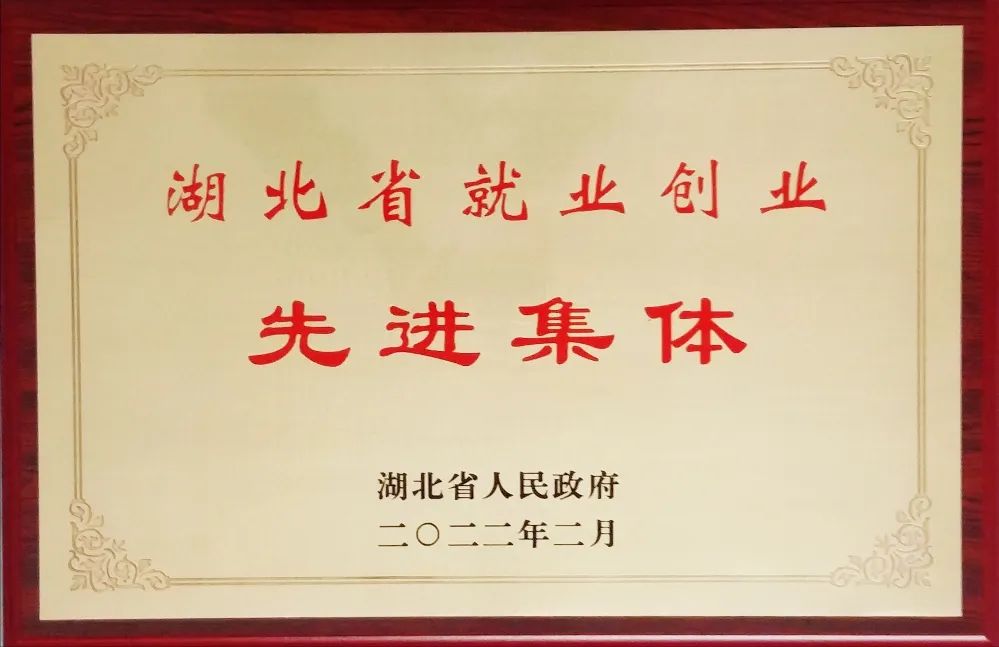 湖北省就业创业
先进集体
湖北省人民政府
二〇二二年二月